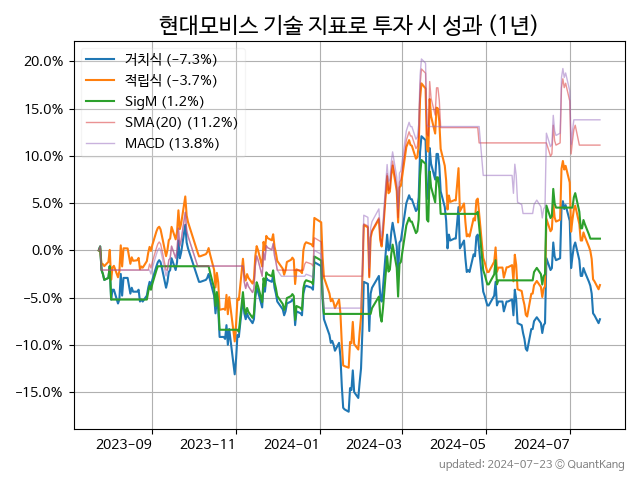 현대모비스 기술 지표로 투자 시 성과 (1년)
거치식 (−7.3%)
적립식 (−3.7%)
SigM (1.2%)
SMA(20) (11.2%)
MACD (13.8%)
20.0%
15.0%
10.0%
5.0%
0.0%
−5.0%
−10.0%
−15.0%
2023-09 2023-11 2024-01 2024-03 2024-05 2024-07
updated: 2024-07-23 © QuantKang